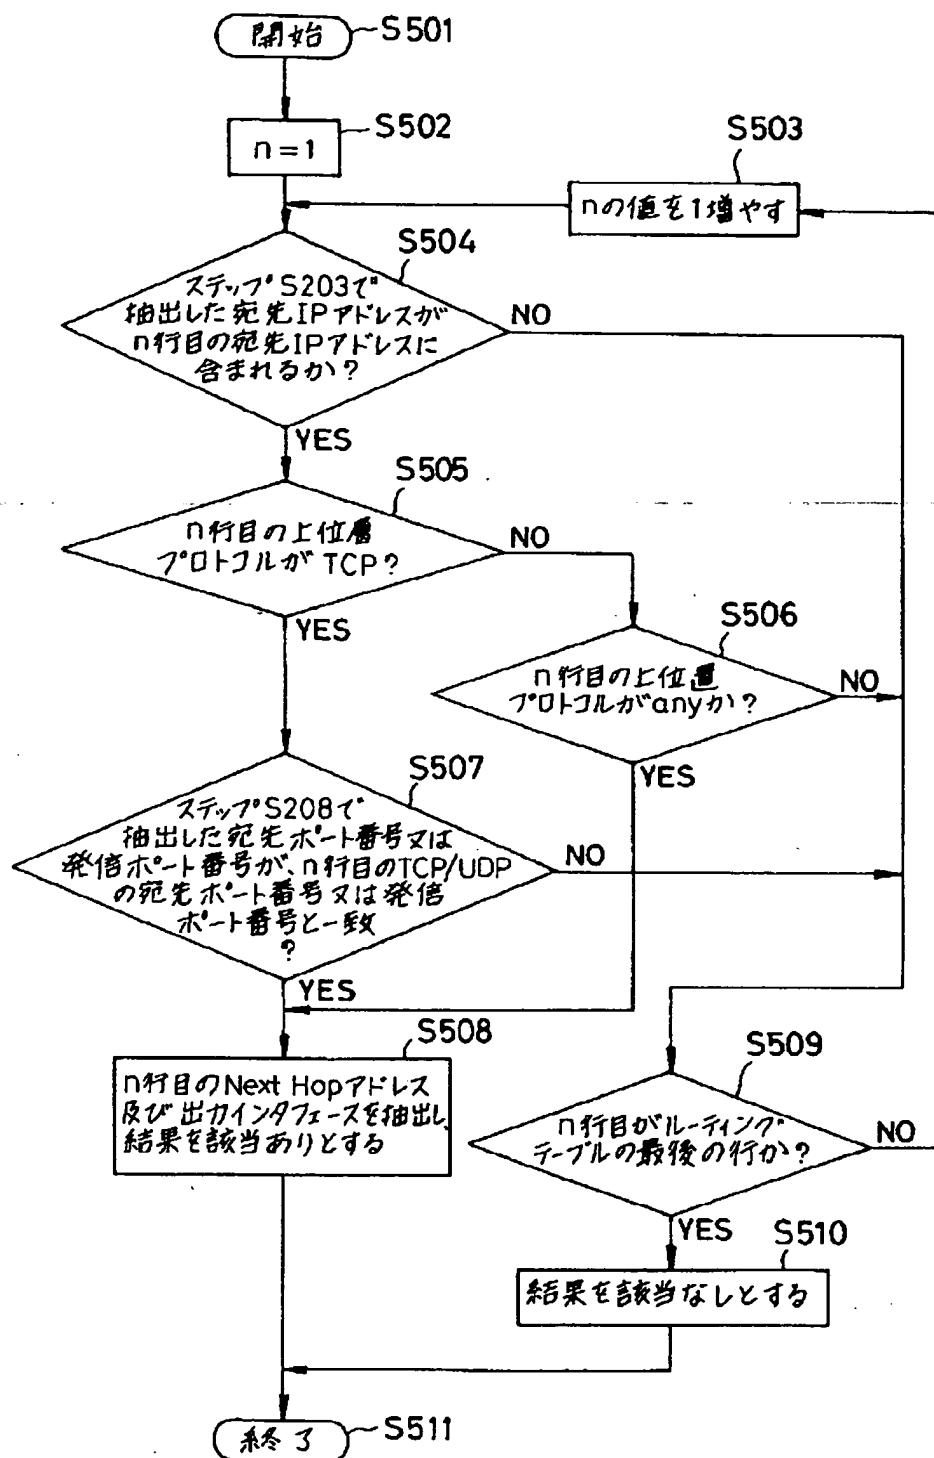 開始
S501
n=1
S502
S503
nの値を1増やす
S504
ステップS203で
抽出した宛先IPアドレスが
n行目の宛先IPアドレスに
含まれるか?
NO
YES
S505
n行目の上位層
プロトコルがTCP?
NO
YES
S506
n行目の上位置
プロトコルがanyか?
NO
YES
S507
ステップS208で
抽出した宛先ポート番号又は
発信ポート番号が、n行目のTCP/UDP
の宛先ポート番号又は発信
ポート番号と一致
?
NO
YES
S508
n行目のNext Hopアドレス
及び出力インタフェースを抽出し、
結果を該当ありとする
S509
n行目がルーティング
テーブルの最後の行か?
NO
YES
S510
結果を該当なしとする
終了
S511